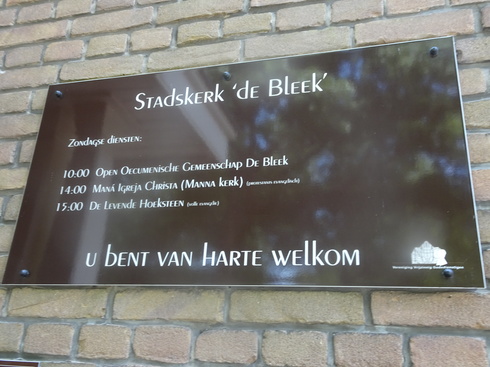 Stadskerk 'de Bleek'
Zondagse diensten:
10:00 Open Oecumenische Gemeenschap De Bleek
14:00 Maná Igreja Christa (Manna kerk)
15:00 De Levende Hoeksteen
u bent van harte welkom